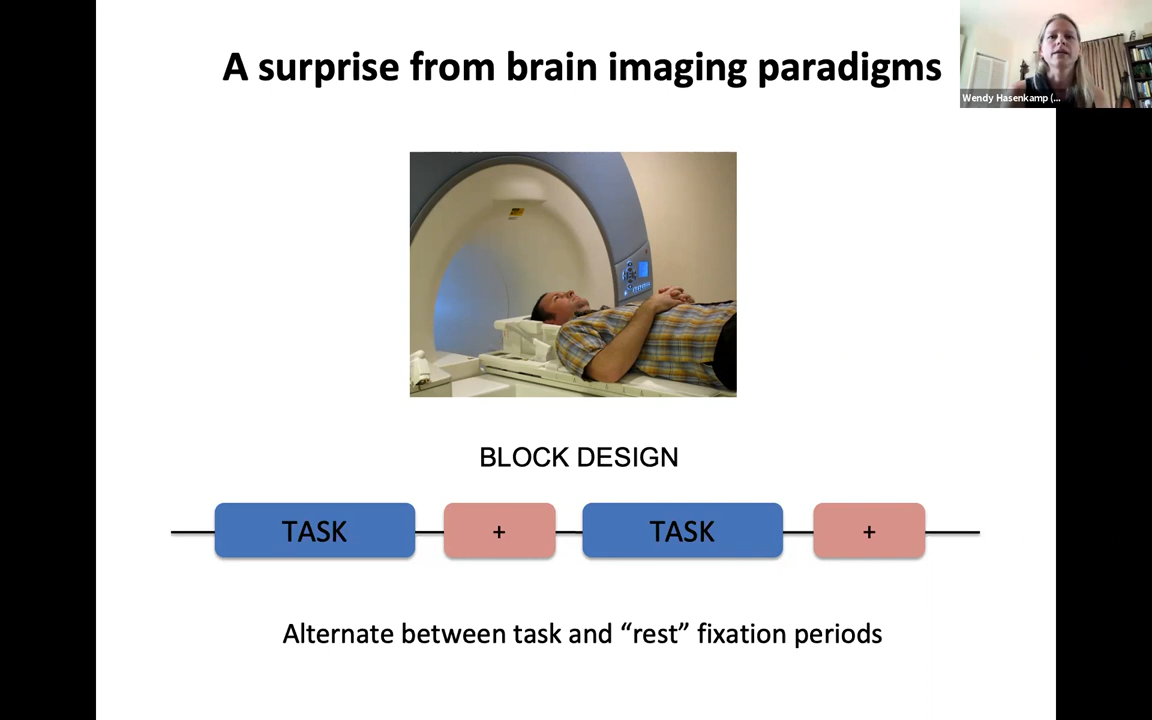 A surprise from brain imaging paradigms
Wendy Hasenkamp (...
BLOCK DESIGN
TASK + TASK +
Alternate between task and “rest” fixation periods